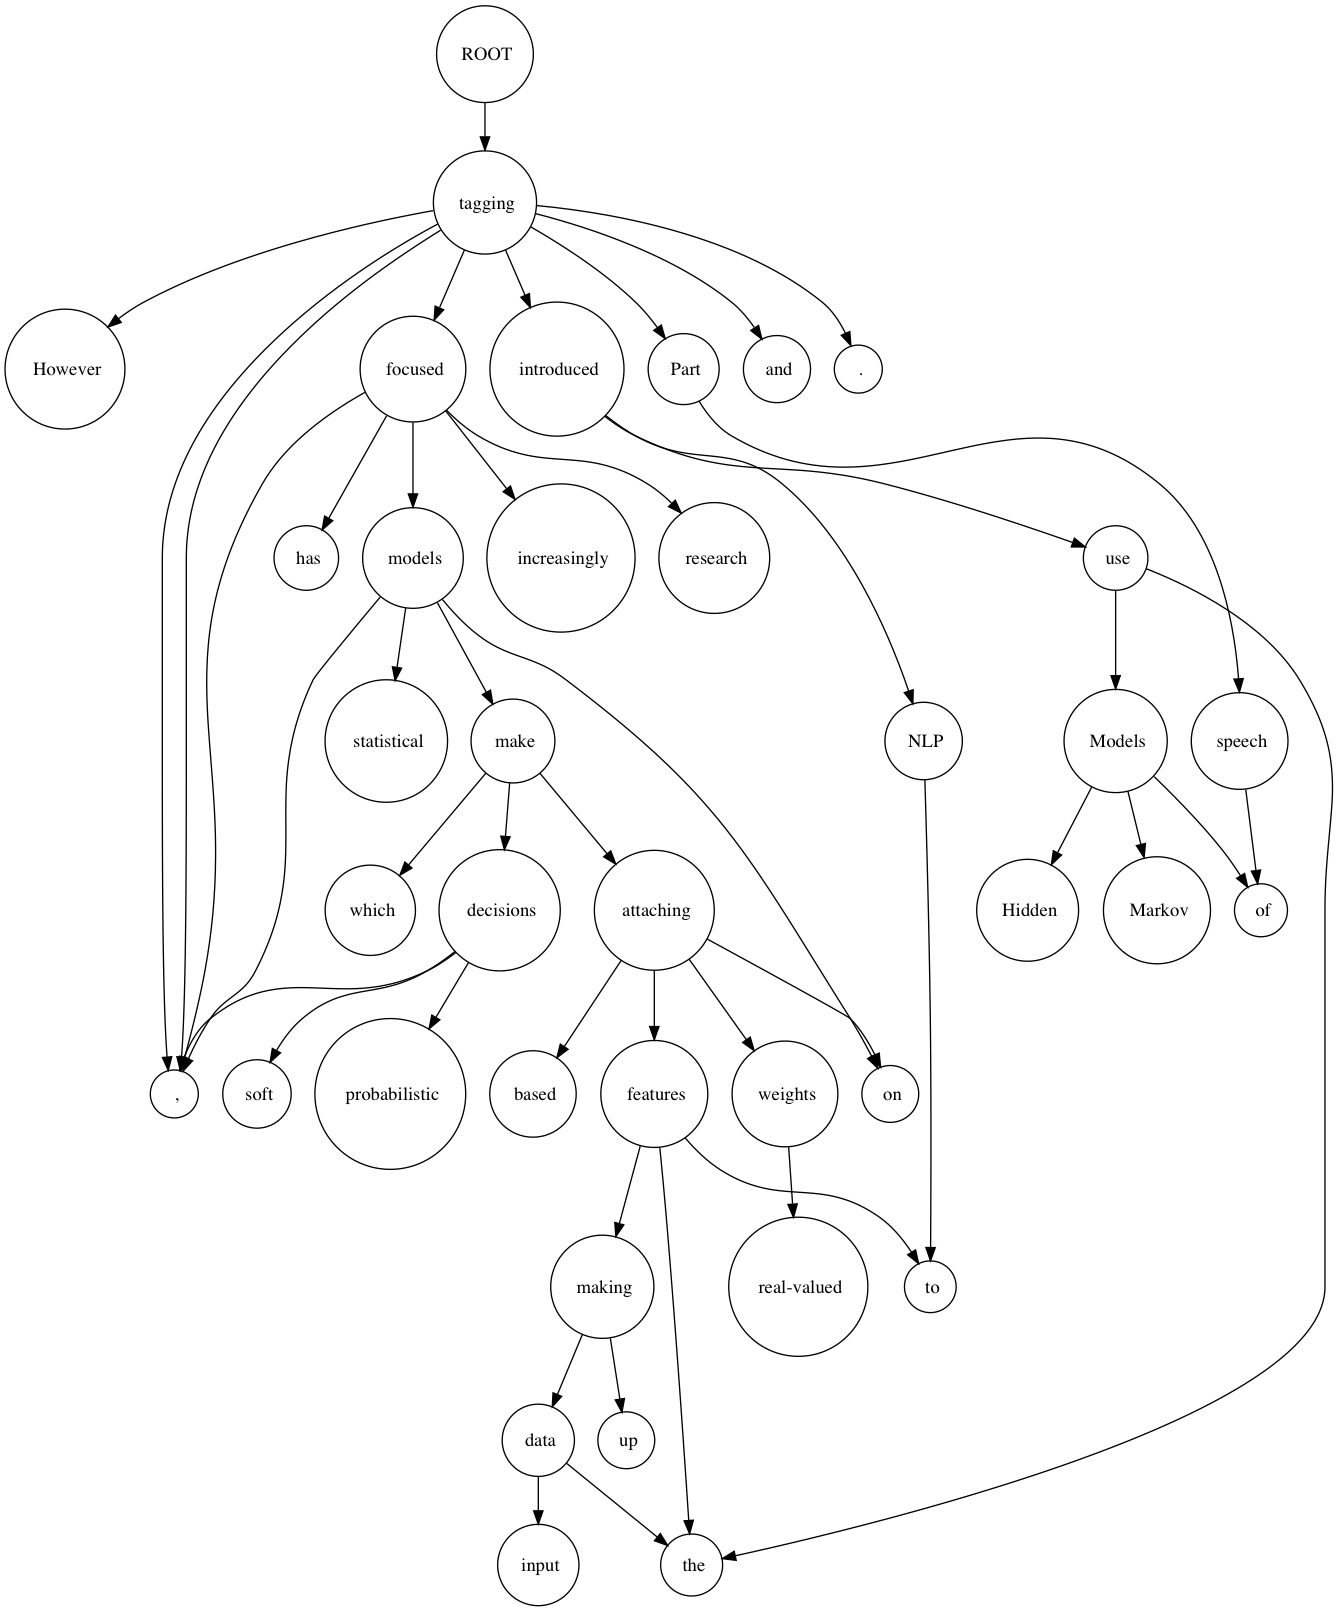 ROOT
tagging
However
focused
introduced
Part
and
.
has
models
increasingly
research
use
statistical
make
NLP
Models
speech
which
decisions
attaching
Hidden
Markov
of
,
soft
probabilistic
based
features
weights
on
making
real-valued
to
data
up
input
the